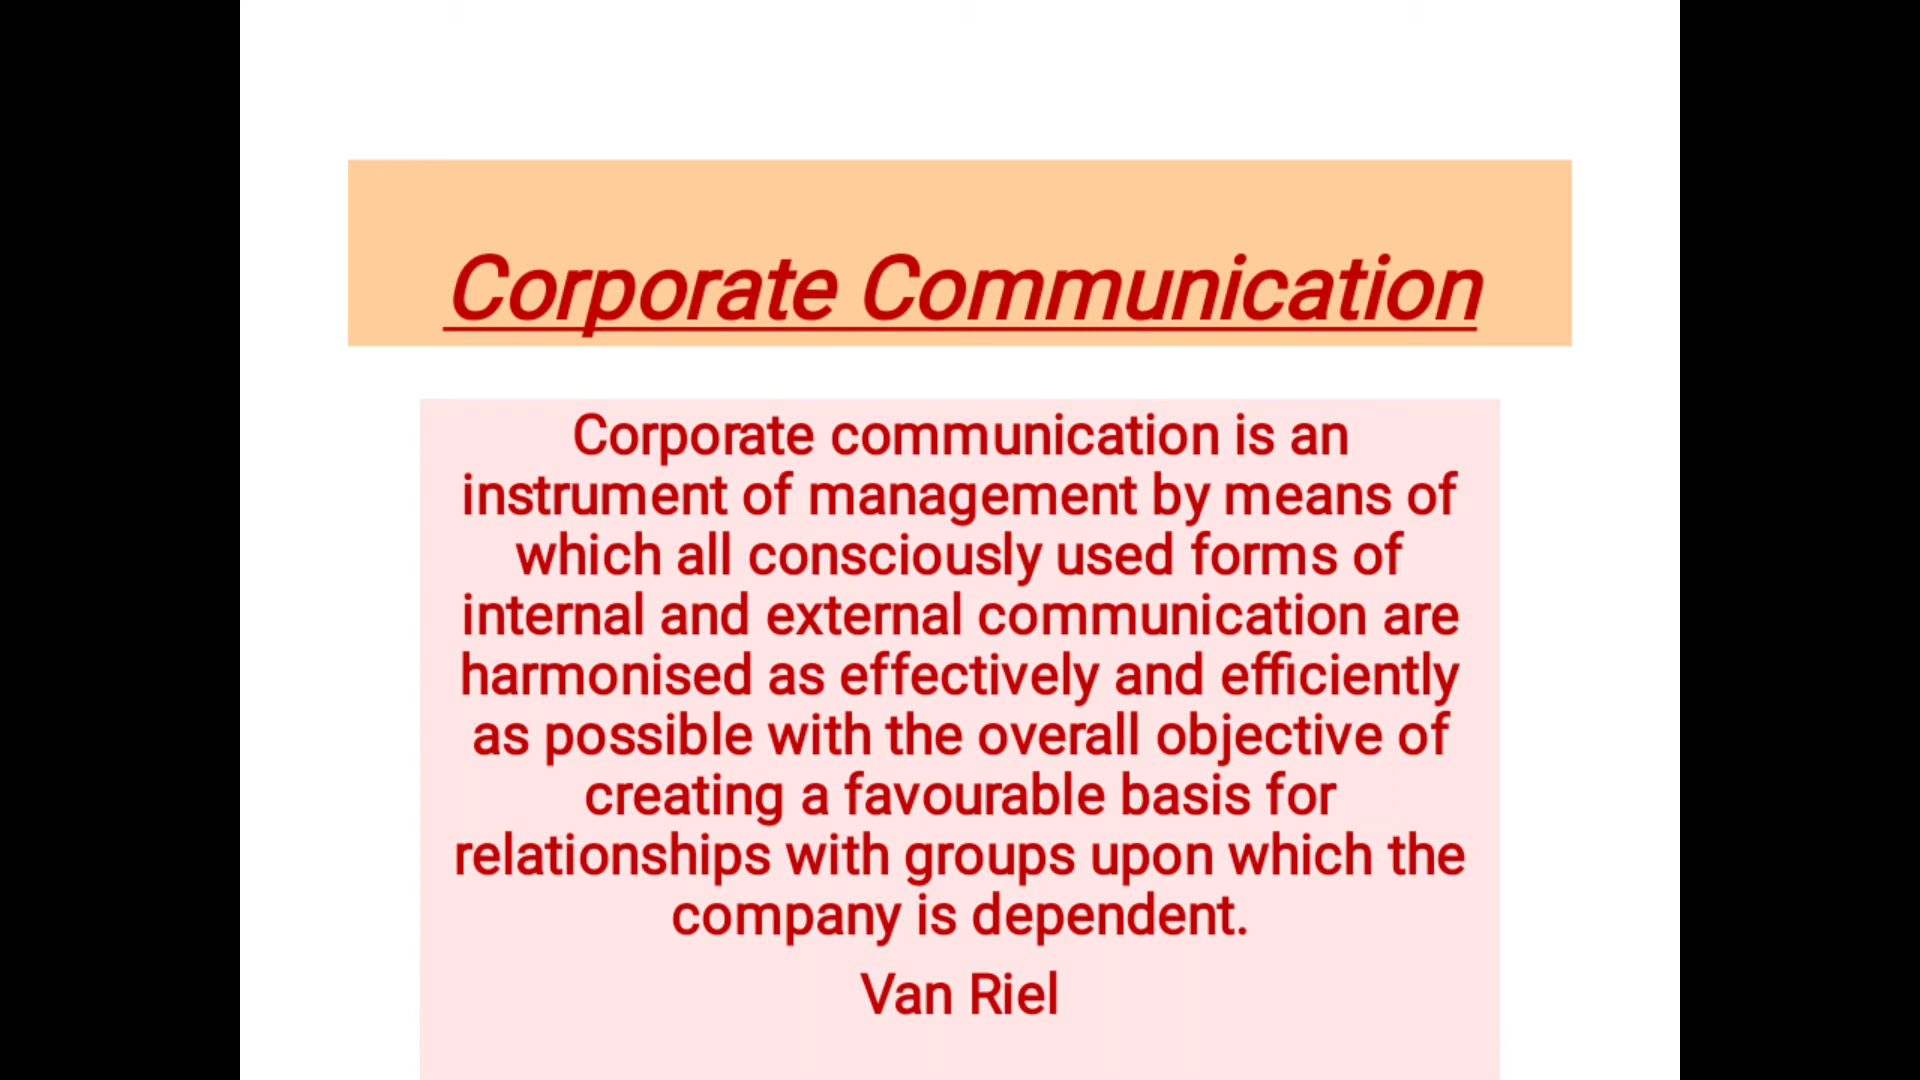 Corporate Communication
Corporate communication is an
instrument of management by means of
which all consciously used forms of
internal and external communication are
harmonised as effectively and efficiently
as possible with the overall objective of
creating a favourable basis for
relationships with groups upon which the
company is dependent.
Van Riel